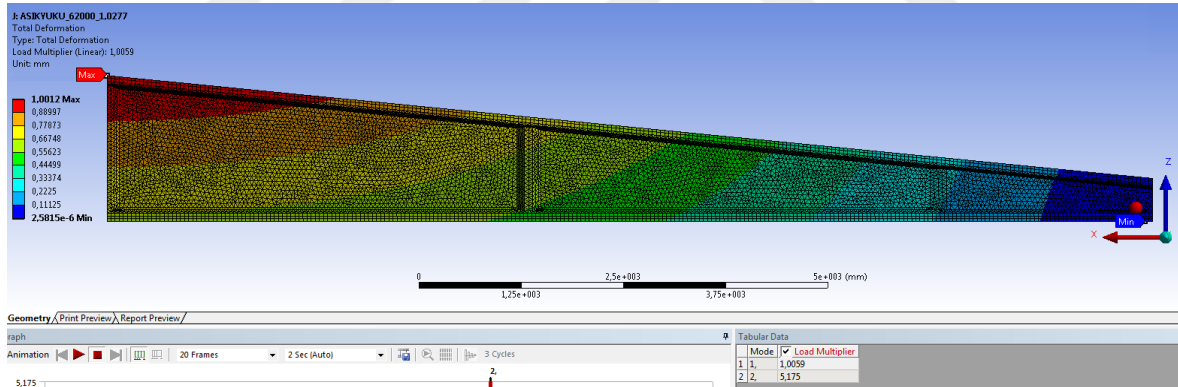 J: ASIKYUKU_62000_1.0277
Total Deformation
Type: Total Deformation
Load Multiplier (Linear): 1,0059
Unit: mm
Max
1,0012 Max
0,88997
0,77873
0,66748
0,55623
0,44499
0,33374
0,2225
0,11125
2,5815e-6 Min
Z
Min
X
0 2,5e+003 5e+003 (mm)
1,25e+003 3,75e+003
Geometry Print Preview Report Preview
raph
Tabular Data
Animation 20 Frames 2 Sec (Auto) 3 Cycles
Mode Load Multiplier
1 1, 1,0059
2 2, 5,175
2,
5,175